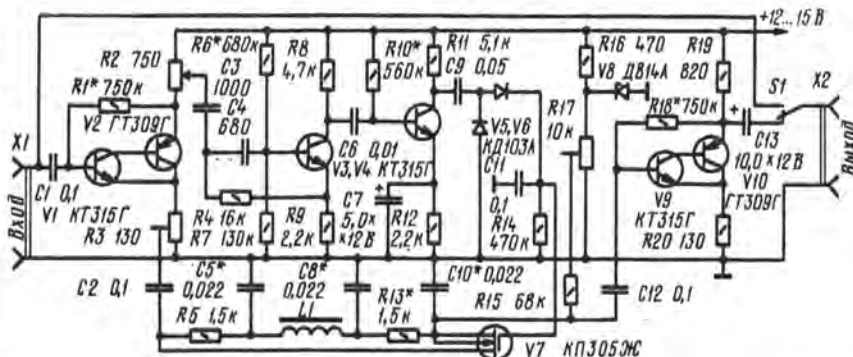 +12...15 В
R6* 680к
R8
4,7к
R10*
560к
R11 5,1к
C9 0,05
R16 470
V8 Д814А
R19
820
S1
X2
R2 750
C3
1000
R1* 750к
C4
680
V2 ГТ309Г
R17
10к
R18* 750к
X1
C6 0,01
V3,V4 КТ315Г
V5,V6
КД103А
C11
0,1
C13
10,0×12В
V10
ГТ309Г
C1 0,1
V1 КТ315Г
R3 130
R4 16к
R7 130к
R9
2,2к
C7
5,0×
×12В
R12
2,2к
R14
470к
V9
КТ315Г
R20 130
Вход
Выход
C2 0,1
C5*
0,022
C8*
0,022
L1
R13*
1,5к
C10* 0,022
R15 68к
C12 0,1
R5 1,5к
V7 КП305Ж